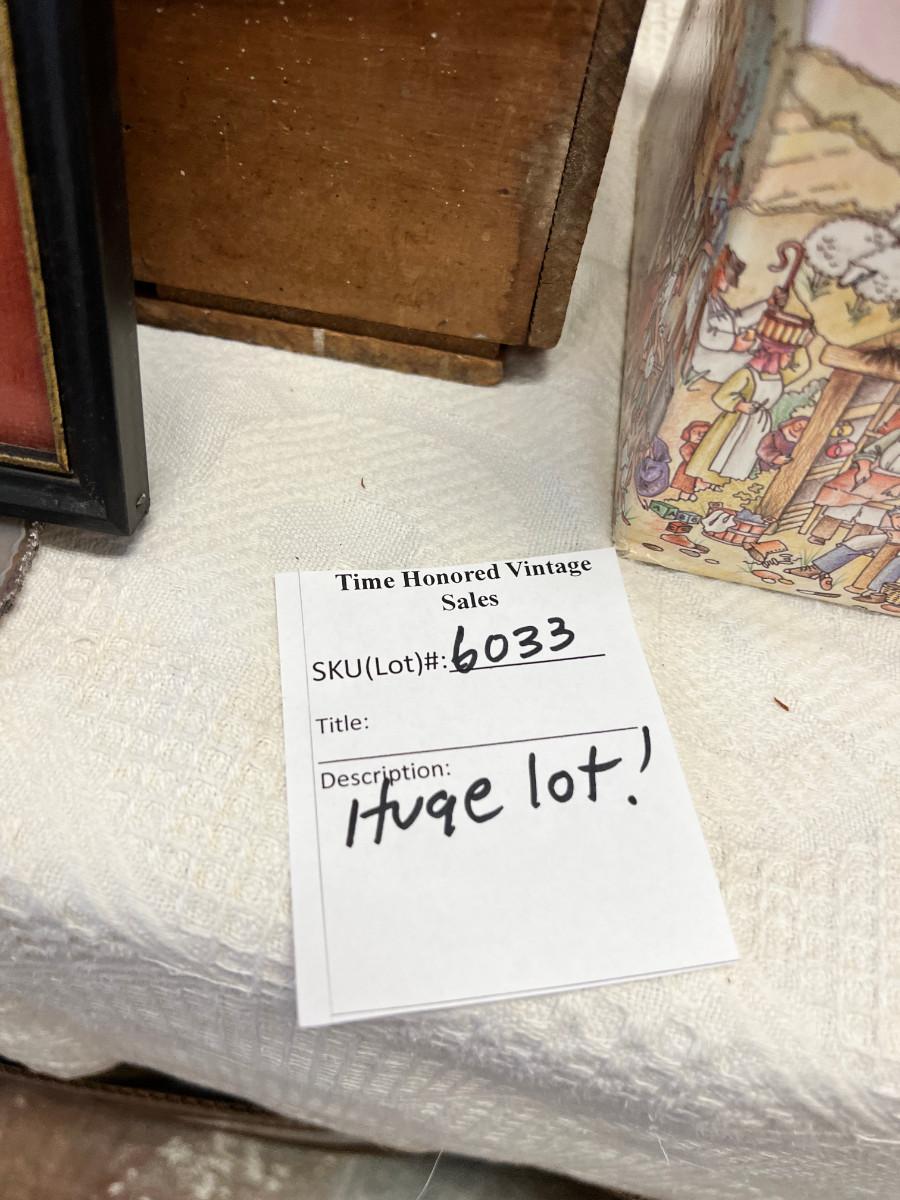 Time Honored Vintage
Sales
SKU(Lot)#: 6033
Title:
Description:
Huge lot!